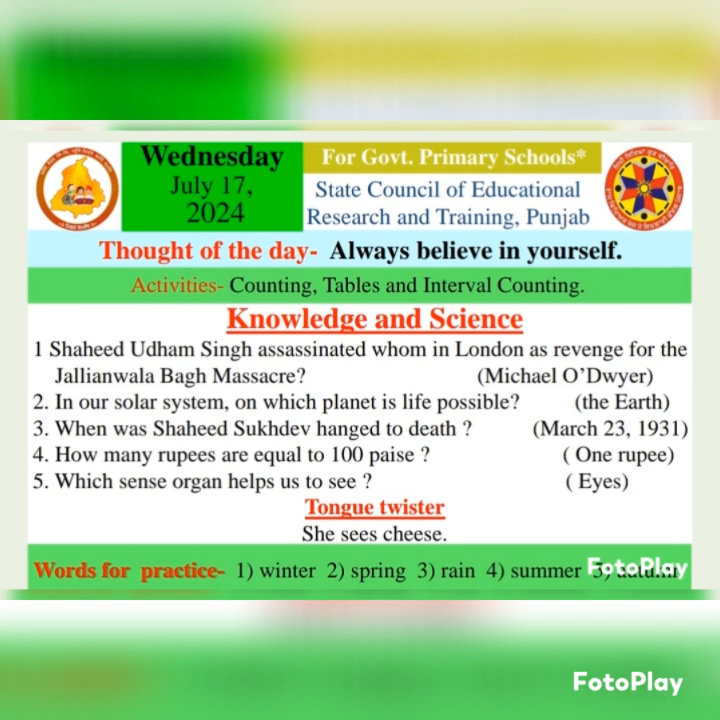 Wednesday
July 17,
2024
For Govt. Primary Schools*
State Council of Educational
Research and Training, Punjab
Thought of the day- Always believe in yourself.
Activities- Counting, Tables and Interval Counting.
Knowledge and Science
1 Shaheed Udham Singh assassinated whom in London as revenge for the
Jallianwala Bagh Massacre? (Michael O’Dwyer)
2. In our solar system, on which planet is life possible? (the Earth)
3. When was Shaheed Sukhdev hanged to death ? (March 23, 1931)
4. How many rupees are equal to 100 paise ? ( One rupee)
5. Which sense organ helps us to see ? ( Eyes)
Tongue twister
She sees cheese.
Words for practice- 1) winter 2) spring 3) rain 4) summer
FotoPlay
FotoPlay